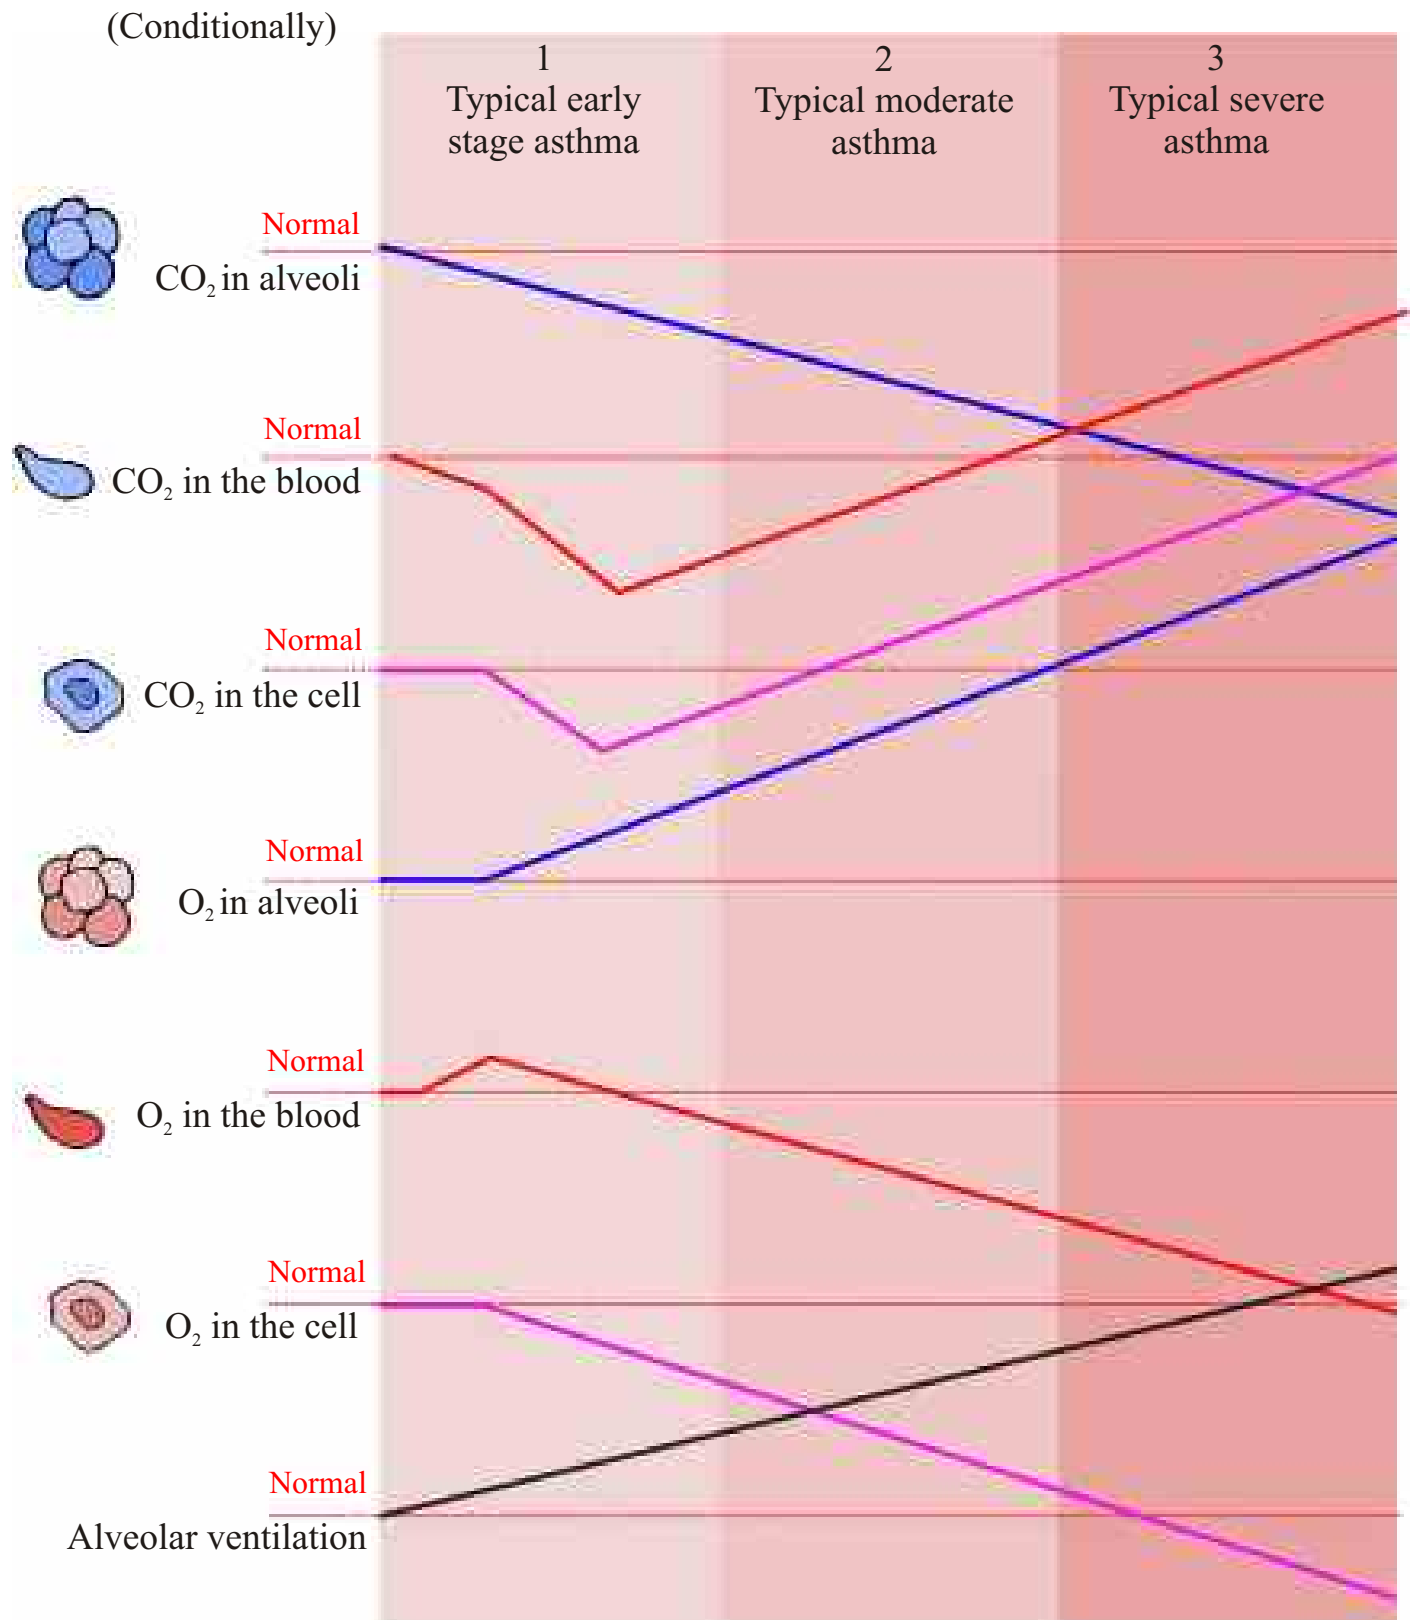 (Conditionally)
1
Typical early
stage asthma
2
Typical moderate
asthma
3
Typical severe
asthma
Normal
CO₂ in alveoli
Normal
CO₂ in the blood
Normal
CO₂ in the cell
Normal
O₂ in alveoli
Normal
O₂ in the blood
Normal
O₂ in the cell
Normal
Alveolar ventilation